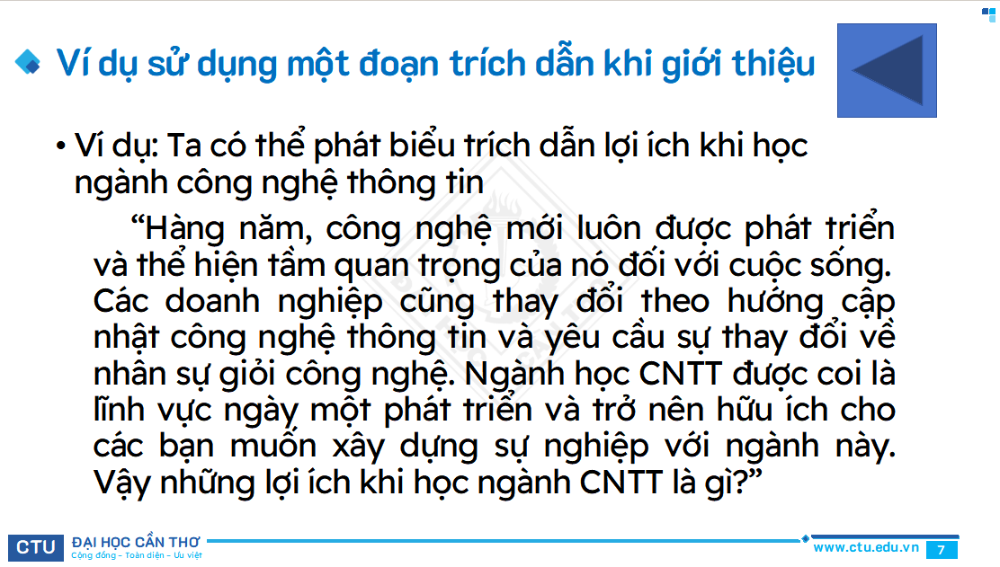 Ví dụ sử dụng một đoạn trích dẫn khi giới thiệu
• Ví dụ: Ta có thể phát biểu trích dẫn lợi ích khi học
ngành công nghệ thông tin
“Hàng năm, công nghệ mới luôn được phát triển
và thể hiện tầm quan trọng của nó đối với cuộc sống.
Các doanh nghiệp cũng thay đổi theo hướng cập
nhật công nghệ thông tin và yêu cầu sự thay đổi về
nhân sự giỏi công nghệ. Ngành học CNTT được coi là
lĩnh vực ngày một phát triển và trở nên hữu ích cho
các bạn muốn xây dựng sự nghiệp với ngành này.
Vậy những lợi ích khi học ngành CNTT là gì?”
CTU
ĐẠI HỌC CẦN THƠ
Cộng đồng – Toàn diện – Ưu việt
www.ctu.edu.vn
7